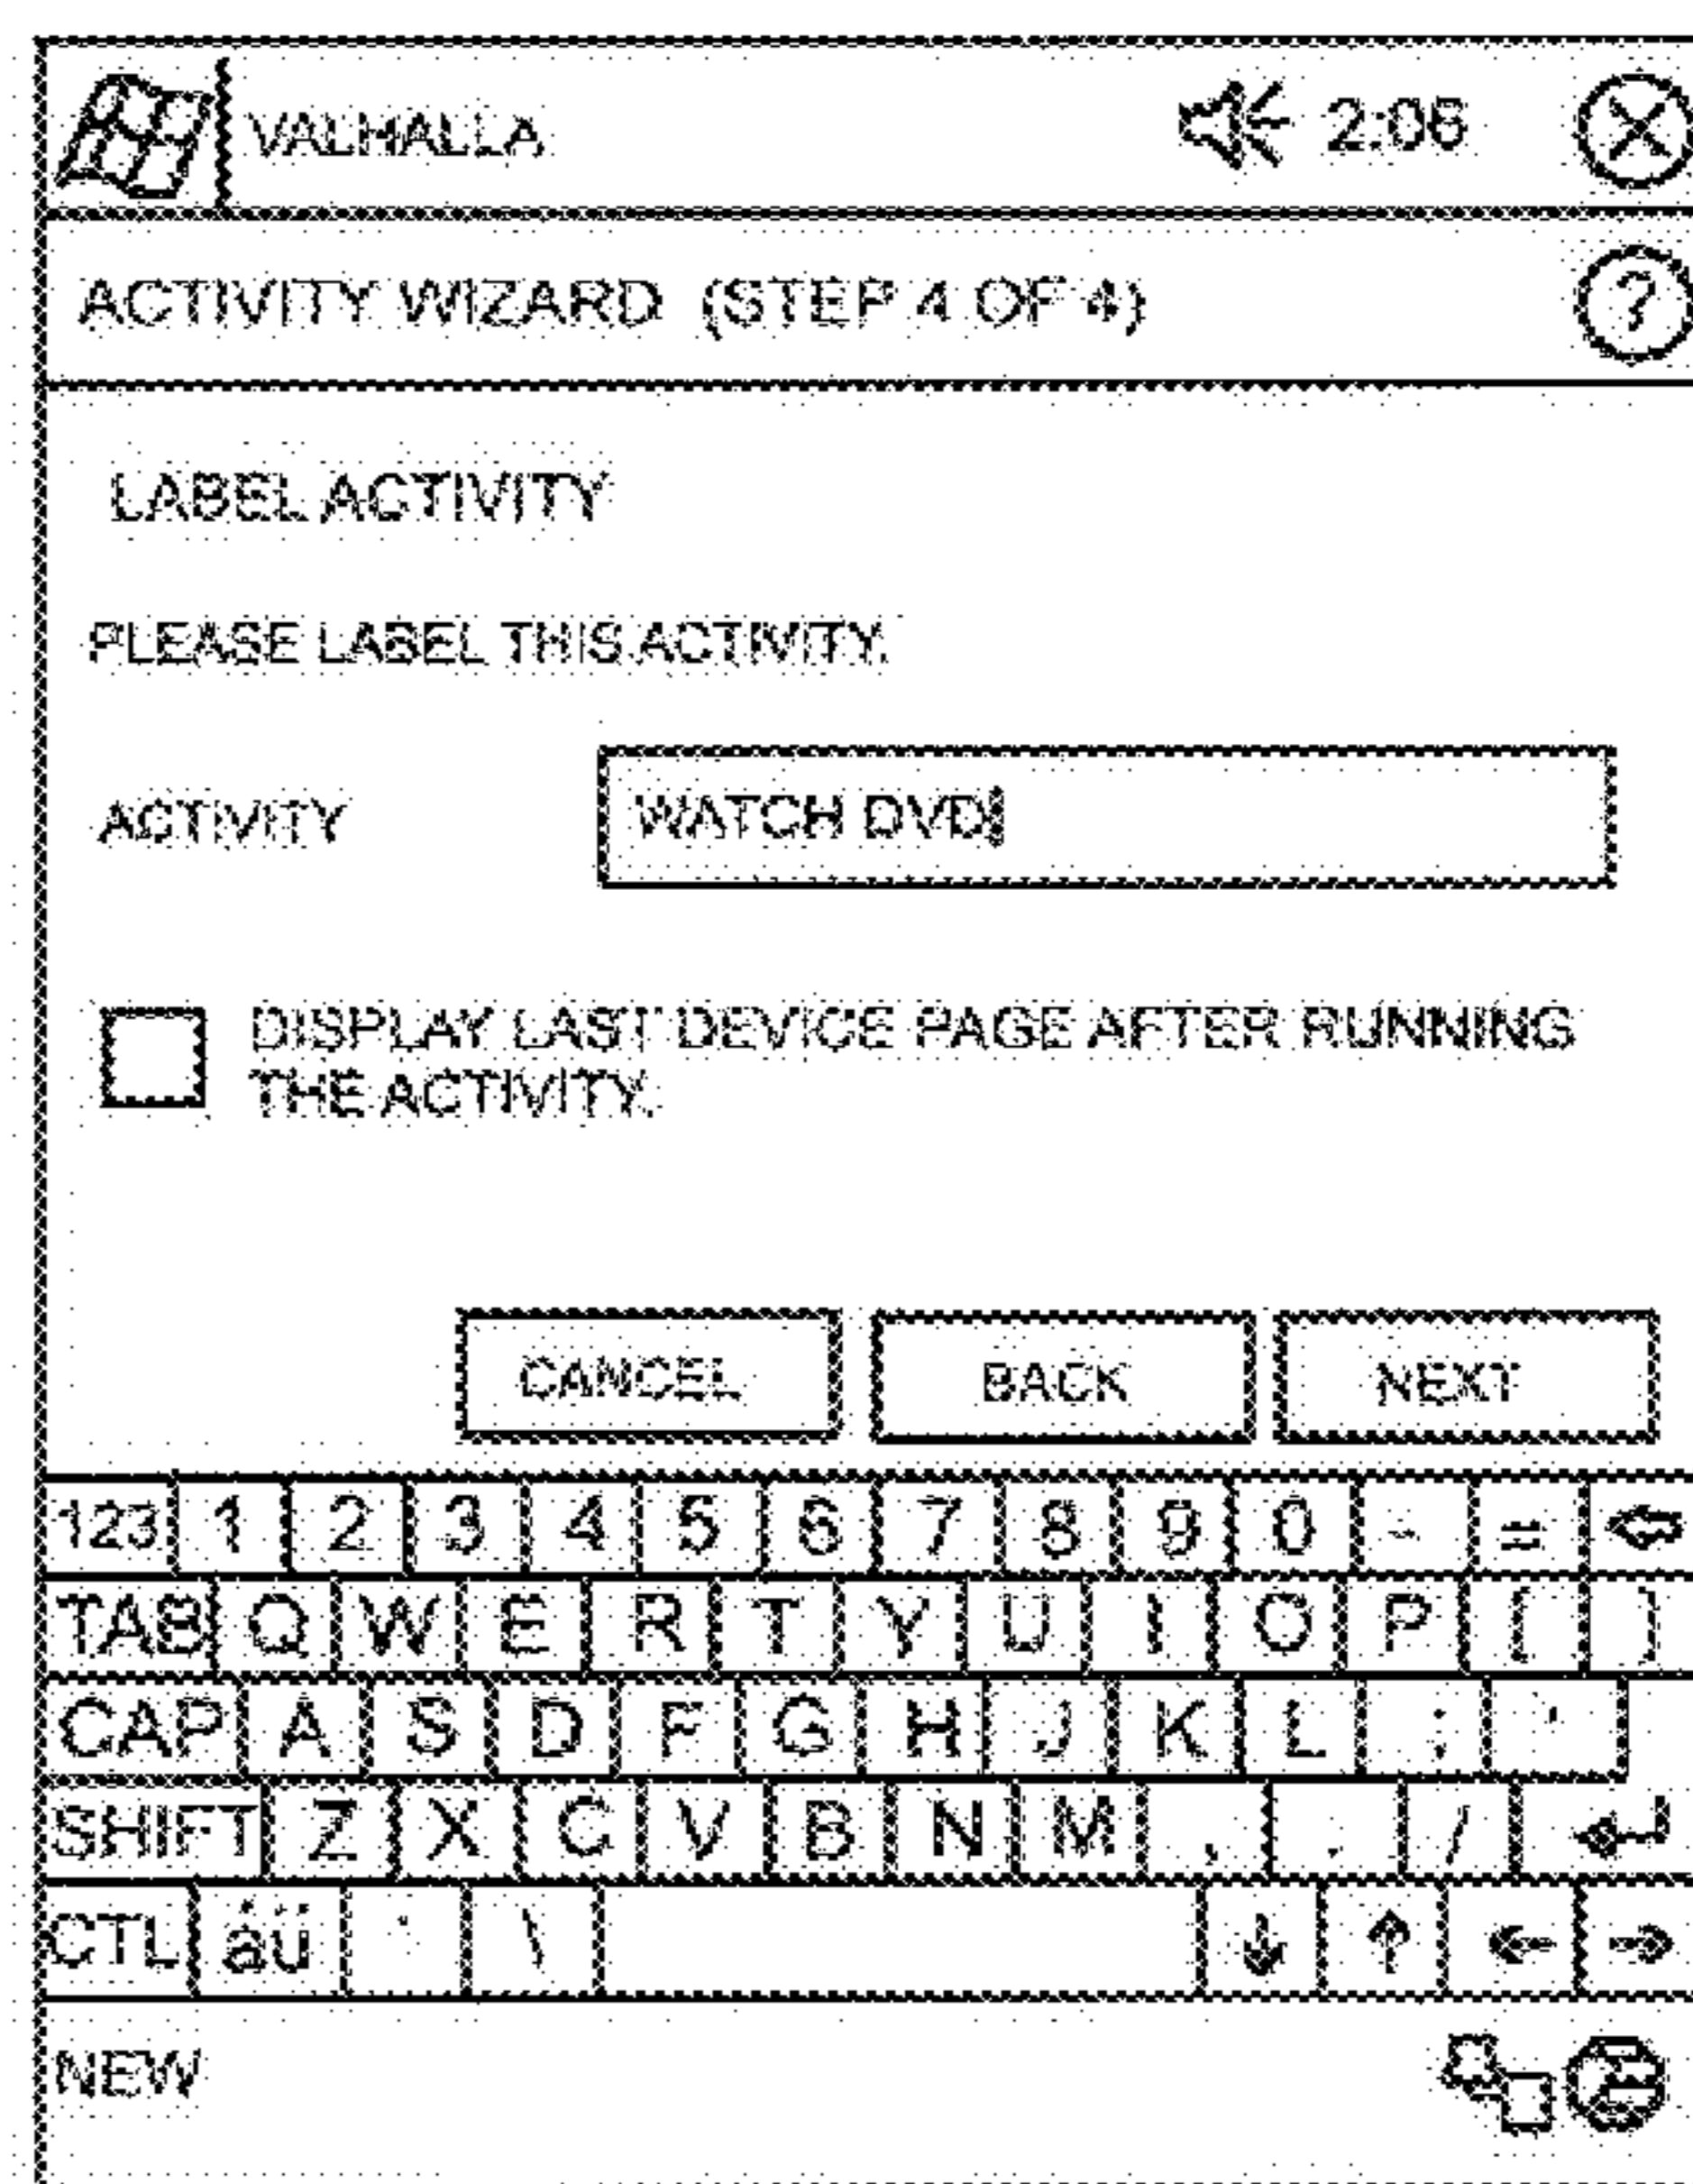 VALHALLA 2:06
ACTIVITY WIZARD (STEP 4 OF 4) ?
LABEL ACTIVITY
PLEASE LABEL THIS ACTIVITY.
ACTIVITY WATCH DVD
DISPLAY LAST DEVICE PAGE AFTER RUNNING
THE ACTIVITY.
CANCEL BACK NEXT
123 1 2 3 4 5 6 7 8 9 0 - =
TAB Q W E R T Y U I O P [ ]
CAP A S D F G H J K L ; '
SHIFT Z X C V B N M , . /
CTL áü ` \
NEW